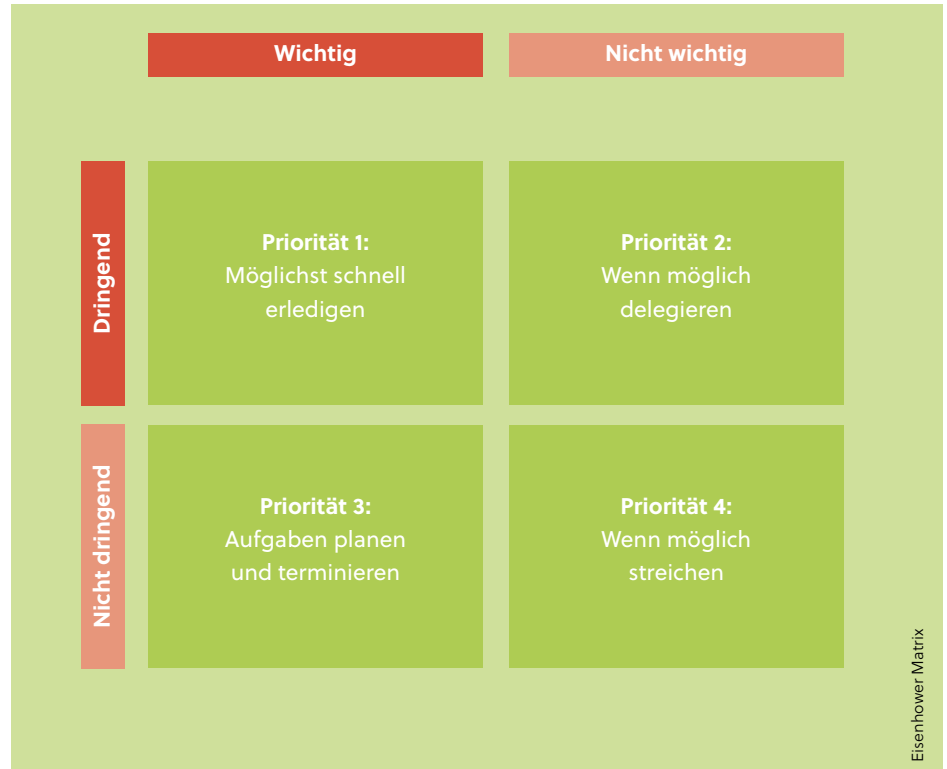 Wichtig
Nicht wichtig
Dringend
Priorität 1:
Möglichst schnell
erledigen
Priorität 2:
Wenn möglich
delegieren
Nicht dringend
Priorität 3:
Aufgaben planen
und terminieren
Priorität 4:
Wenn möglich
streichen
Eisenhower Matrix